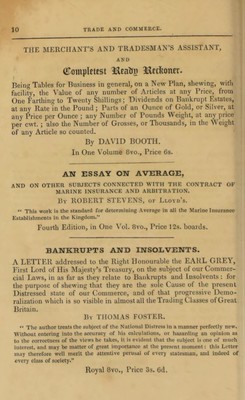 10 TRADE AND COMMERCE.
THE MERCHANT'S AND TRADESMAN'S ASSISTANT,
AND
Completest Ready Reckoner.
Being Tables for Business in general, on a New Plan, shewing, with
facility, the Value of any number of Articles at any Price, from
One Farthing to Twenty Shillings; Dividends on Bankrupt Estates,
at any Rate in the Pound; Parts of an Ounce of Gold, or Silver, at
any Price per Ounce; any Number of Pounds Weight, at any price
per cwt.; also the Number of Grosses, or Thousands, in the Weight
of any Article so counted.
By DAVID BOOTH.
In One Volume 8vo., Price 6s.
AN ESSAY ON AVERAGE,
AND ON OTHER SUBJECTS CONNECTED WITH THE CONTRACT OF
MARINE INSURANCE AND ARBITRATION.
By ROBERT STEVENS, of Lloyd's.
" This work is the standard for determining Average in all the Marine Insurance
Establishments in the Kingdom."
Fourth Edition, in One Vol. 8vo., Price 12s. boards.
BANKRUPTS AND INSOLVENTS.
A LETTER addressed to the Right Honourable the EARL GREY,
First Lord of His Majesty's Treasury, on the subject of our Commer-
cial Laws, in as far as they relate to Bankrupts and Insolvents: for
the purpose of shewing that they are the sole Cause of the present
Distressed state of our Commerce, and of that progressive Demo-
ralization which is so visible in almost all the Trading Classes of Great
Britain.
By THOMAS FOSTER.
" The author treats the subject of the National Distress in a manner perfectly new.
Without entering into the accuracy of his calculations, or hazarding an opinion as
to the correctness of the views he takes, it is evident that the subject is one of much
interest, and may be matter of great importance at the present moment: this Letter
may therefore well merit the attentive perusal of every statesman, and indeed of
every class of society."
Royal 8vo., Price 3s. 6d.